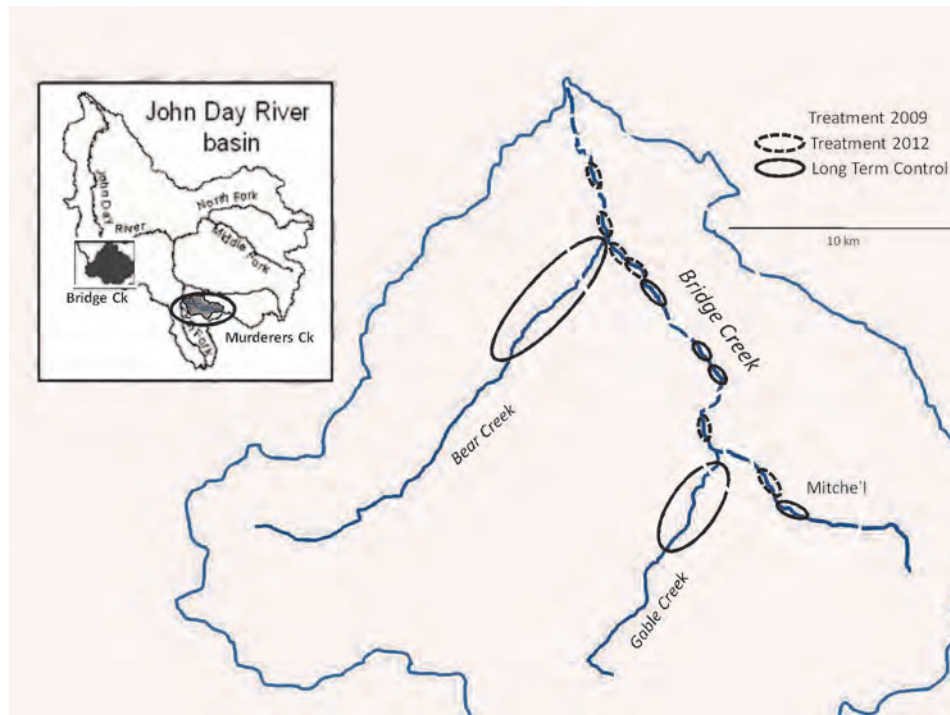 John Day River
basin
John Day
River
North Fork
Middle Fork
Bridge Ck
Murderers Ck
Treatment 2009
Treatment 2012
Long Term Control
10 km
Bridge Creek
Bear Creek
Mitche'l
Gable Creek